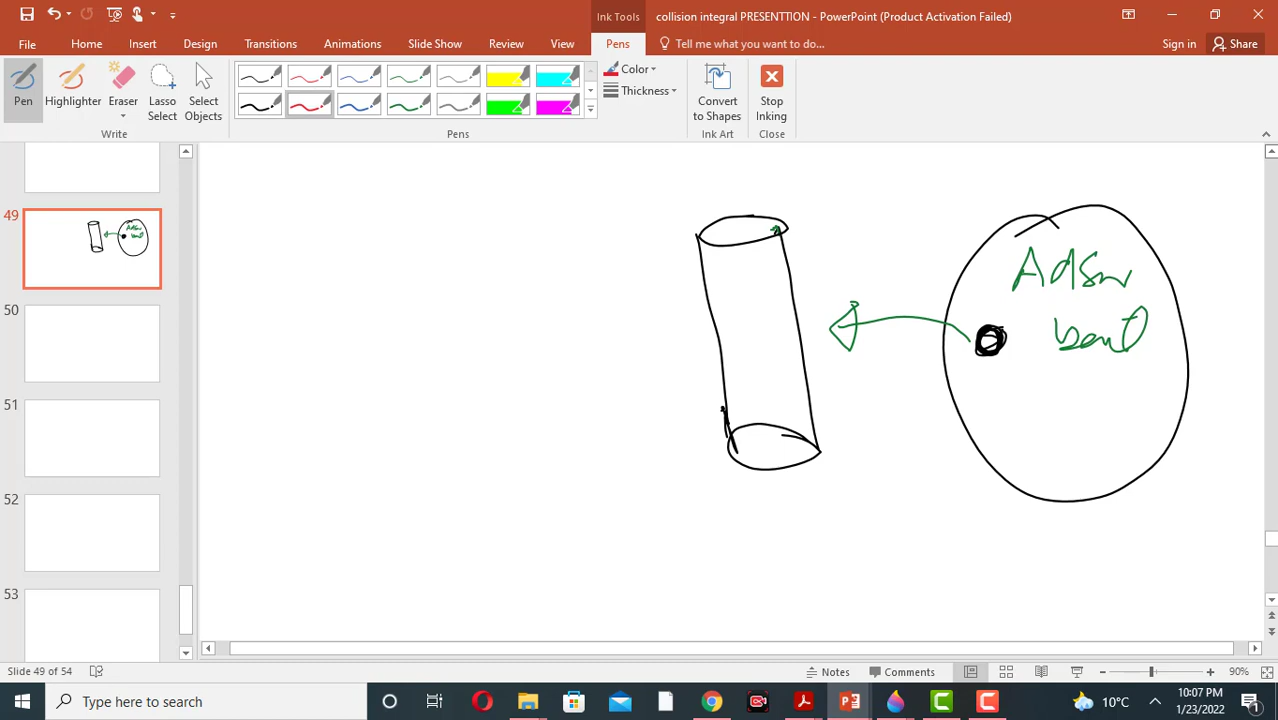 Ink Tools
collision integral PRESENTTION - PowerPoint (Product Activation Failed)
File Home Insert Design Transitions Animations Slide Show Review View Pens Tell me what you want to do... Sign in Share
Pen Highlighter Eraser Lasso Select Select Objects
Color
Thickness
Convert to Shapes Stop Inking
Write Pens Ink Art Close
49
50
51
52
53
Adsor
bent
Slide 49 of 54 Notes Comments 90%
Type here to search 10°C 10:07 PM
1/23/2022
1